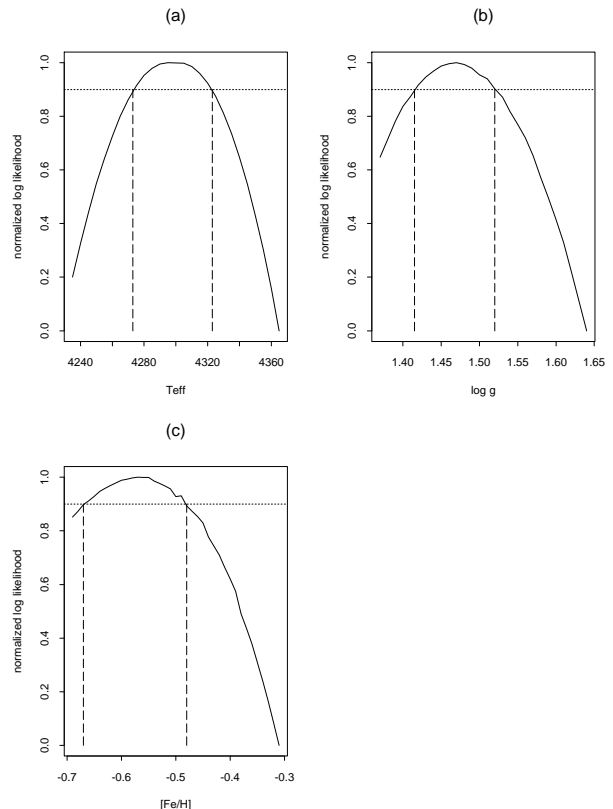 (a)
normalized log likelihood
0.0 0.2 0.4 0.6 0.8 1.0
4240 4280 4320 4360
Teff
(b)
normalized log likelihood
0.0 0.2 0.4 0.6 0.8 1.0
1.40 1.45 1.50 1.55 1.60 1.65
log g
(c)
normalized log likelihood
0.0 0.2 0.4 0.6 0.8 1.0
-0.7 -0.6 -0.5 -0.4 -0.3
[Fe/H]